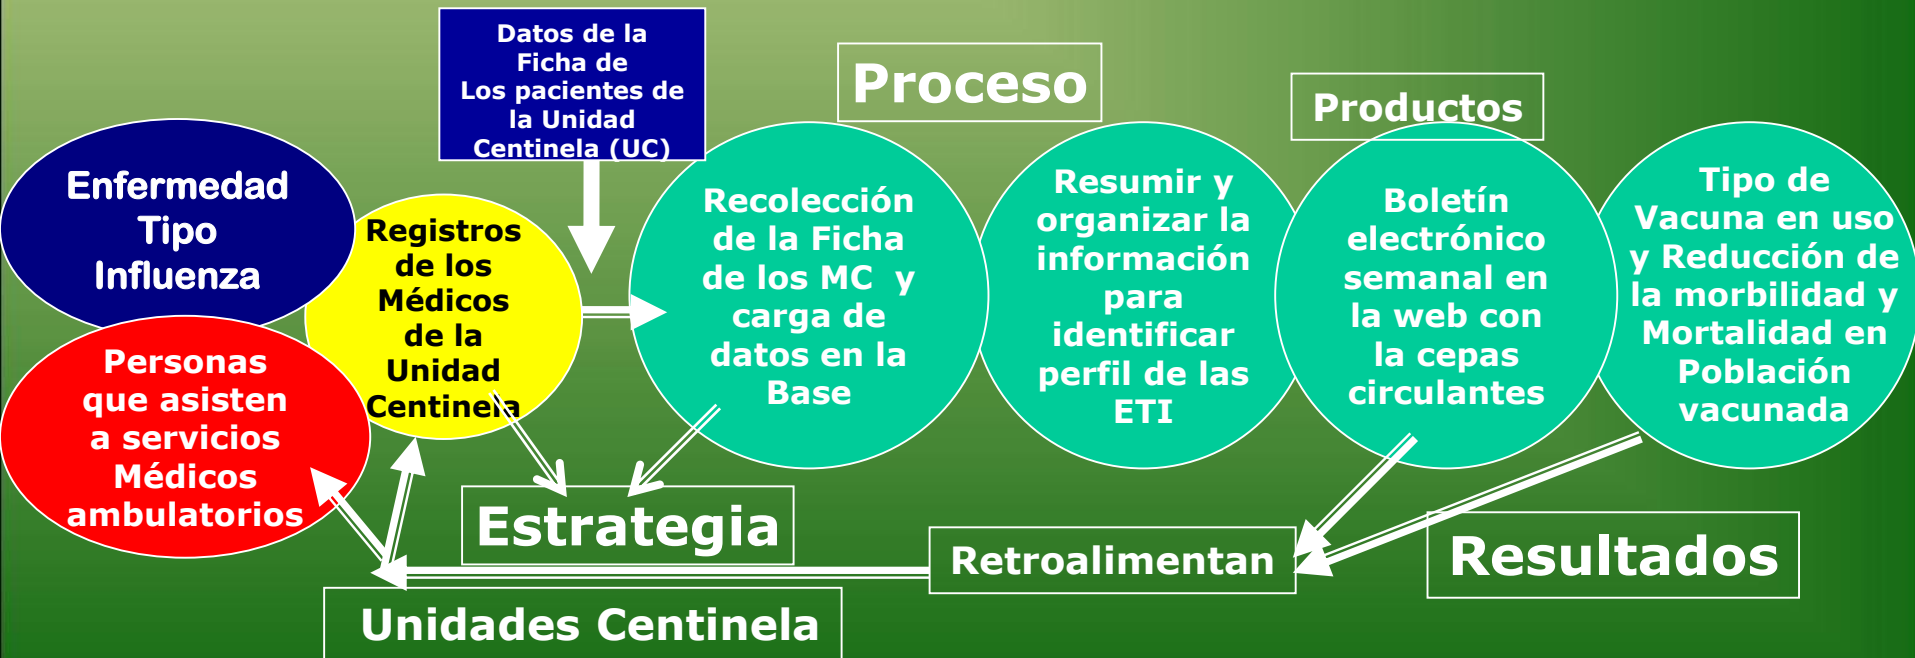 Datos de la
Ficha de
Los pacientes de
la Unidad
Centinela (UC)
Proceso
Productos
Enfermedad
Tipo
Influenza
Registros
de los
Médicos
de la
Unidad
Centinela
Personas
que asisten
a servicios
Médicos
ambulatorios
Recolección
de la Ficha
de los MC y
carga de
datos en la
Base
Resumir y
organizar la
información
para
identificar
perfil de las
ETI
Boletín
electrónico
semanal en
la web con
la cepas
circulantes
Tipo de
Vacuna en uso
y Reducción de
la morbilidad y
Mortalidad en
Población
vacunada
Estrategia
Retroalimentan
Resultados
Unidades Centinela